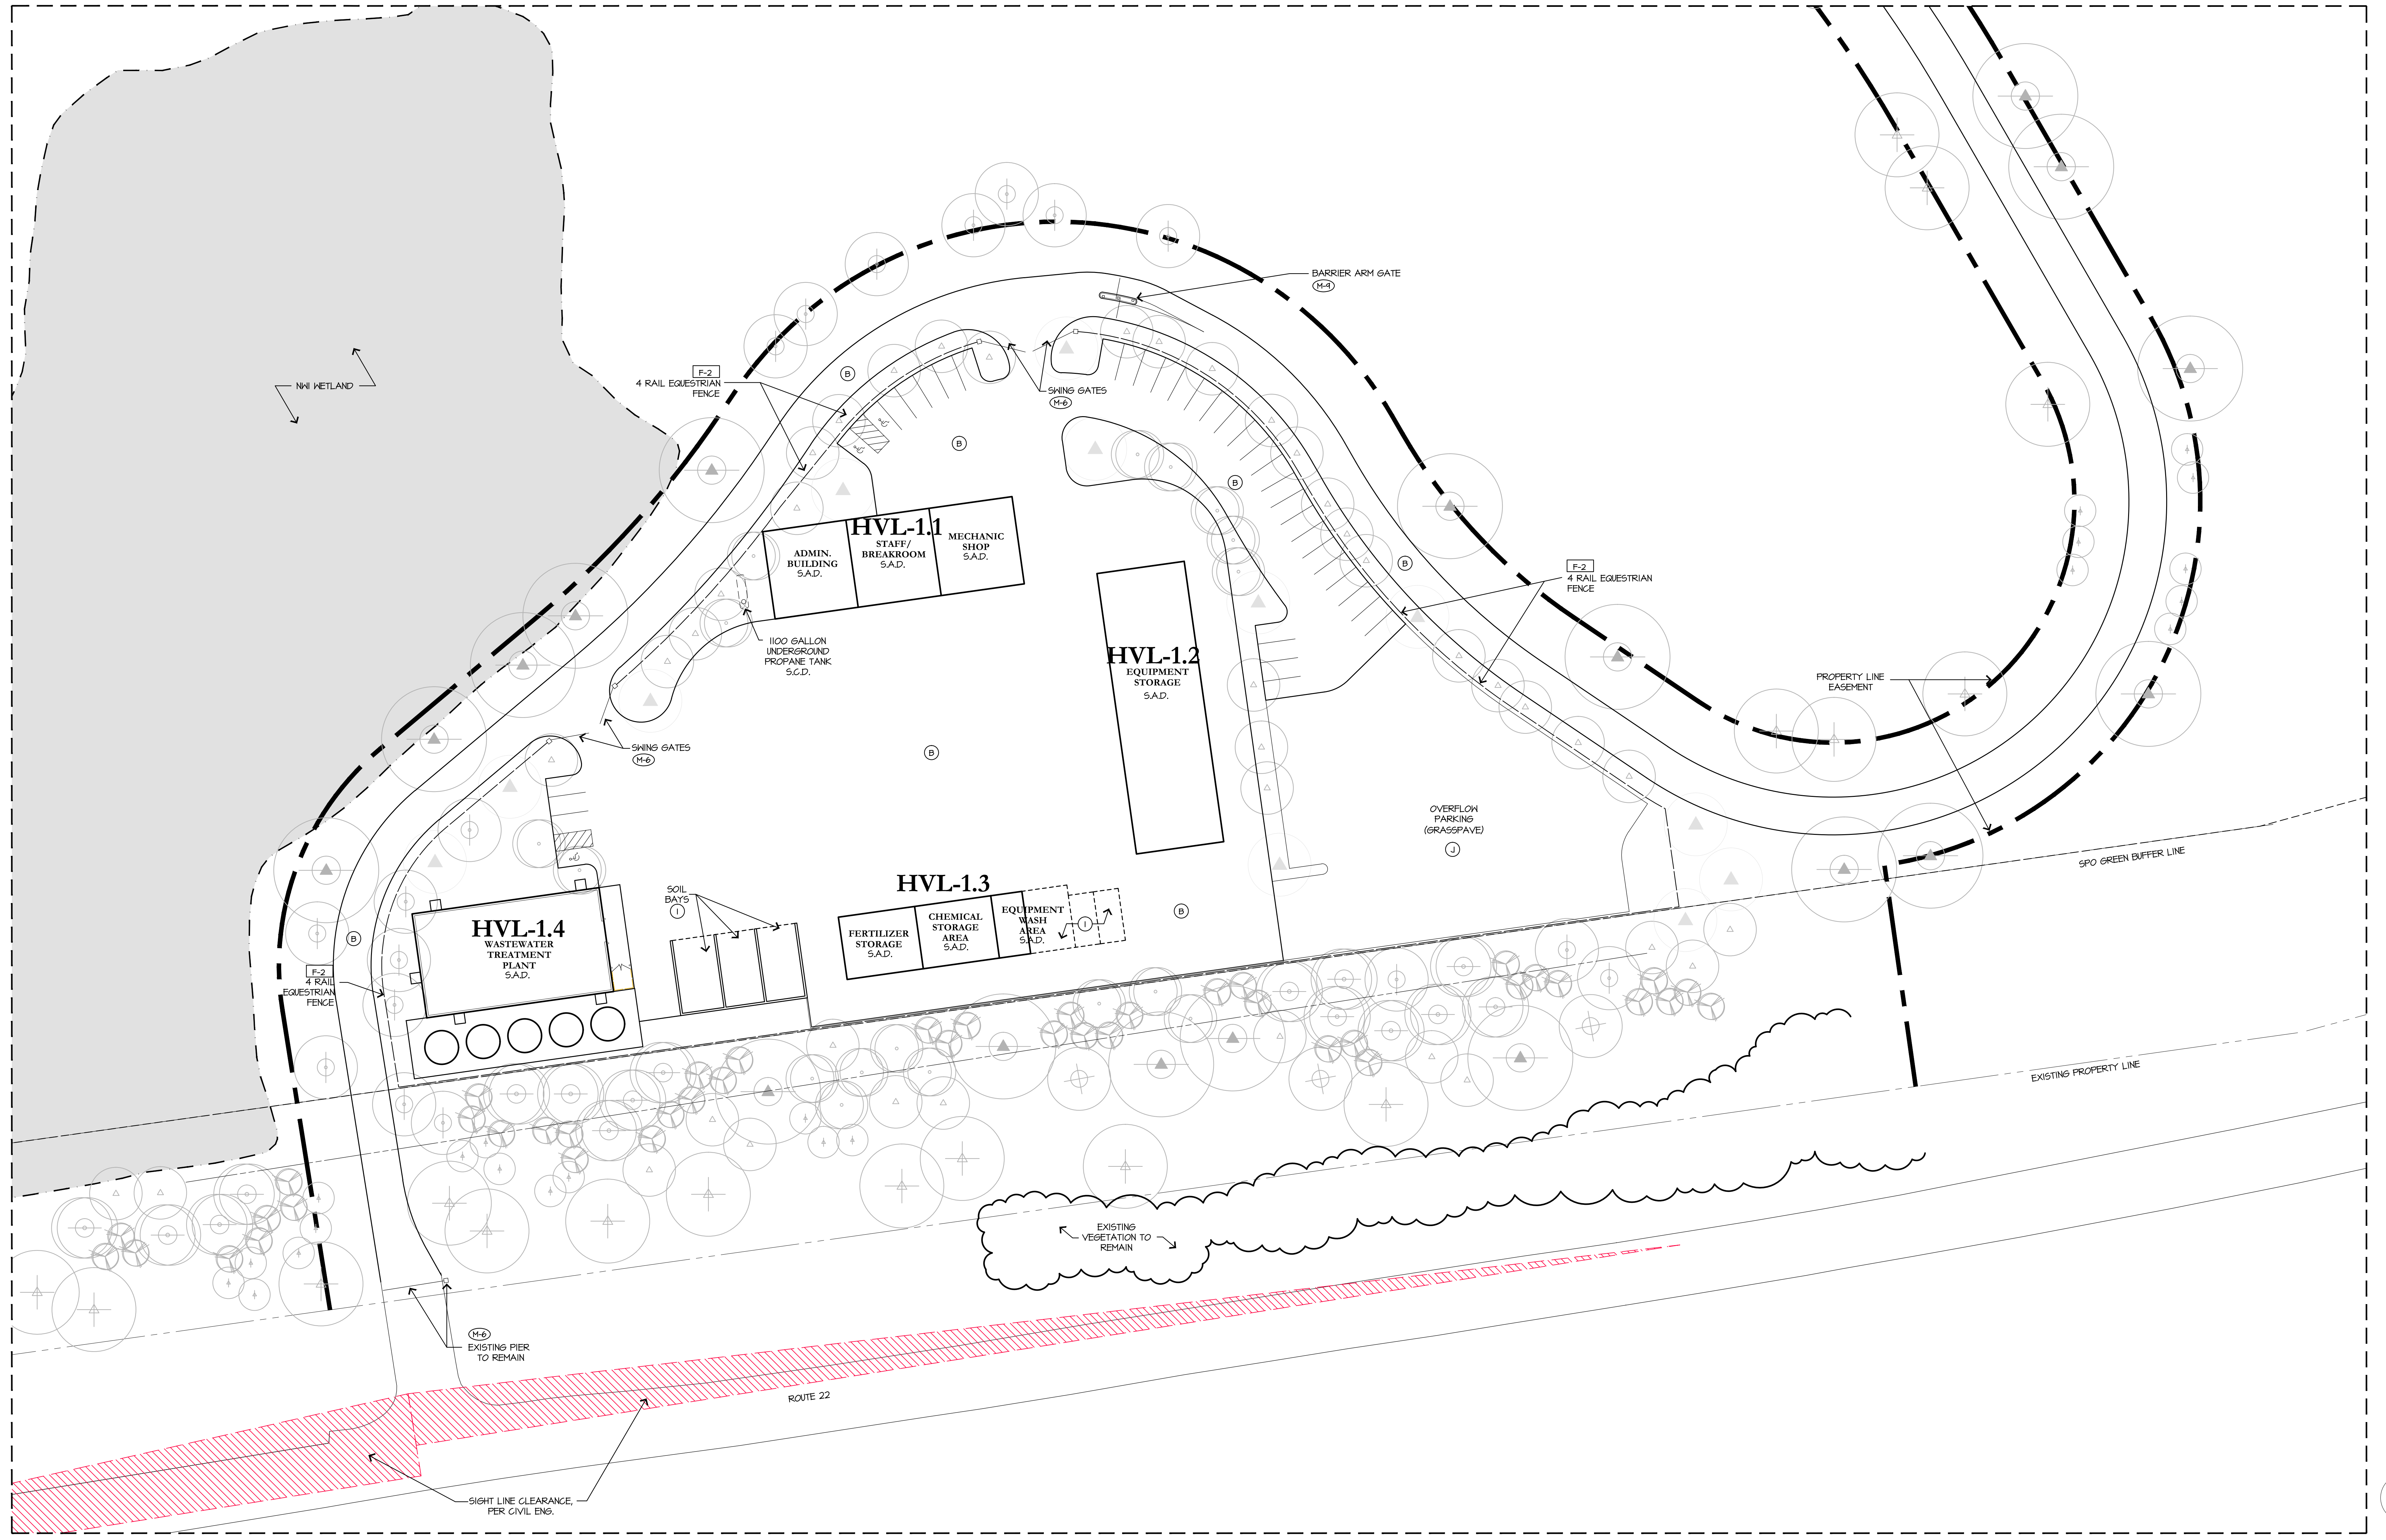 BARRIER ARM GATE
M-9
F-2
4 RAIL EQUESTRIAN
FENCE
B
NWI WETLAND
SWING GATES
M-6
B
B
HVL-1.1
ADMIN.
BUILDING
S.A.D.
STAFF/
BREAKROOM
S.A.D.
MECHANIC
SHOP
S.A.D.
B
F-2
4 RAIL EQUESTRIAN
FENCE
1100 GALLON
UNDERGROUND
PROPANE TANK
S.C.D.
HVL-1.2
EQUIPMENT
STORAGE
S.A.D.
PROPERTY LINE
EASEMENT
SWING GATES
M-6
B
OVERFLOW
PARKING
(GRASSPAVE)
J
SPO GREEN BUFFER LINE
SOIL
BAYS
I
HVL-1.3
FERTILIZER
STORAGE
S.A.D.
CHEMICAL
STORAGE
AREA
S.A.D.
EQUIPMENT
WASH
AREA
S.A.D.
I
B
HVL-1.4
WASTEWATER
TREATMENT
PLANT
S.A.D.
B
F-2
4 RAIL
EQUESTRIAN
FENCE
EXISTING PROPERTY LINE
EXISTING
VEGETATION TO
REMAIN
M-6
EXISTING PIER
TO REMAIN
ROUTE 22
SIGHT LINE CLEARANCE,
PER CIVIL ENG.